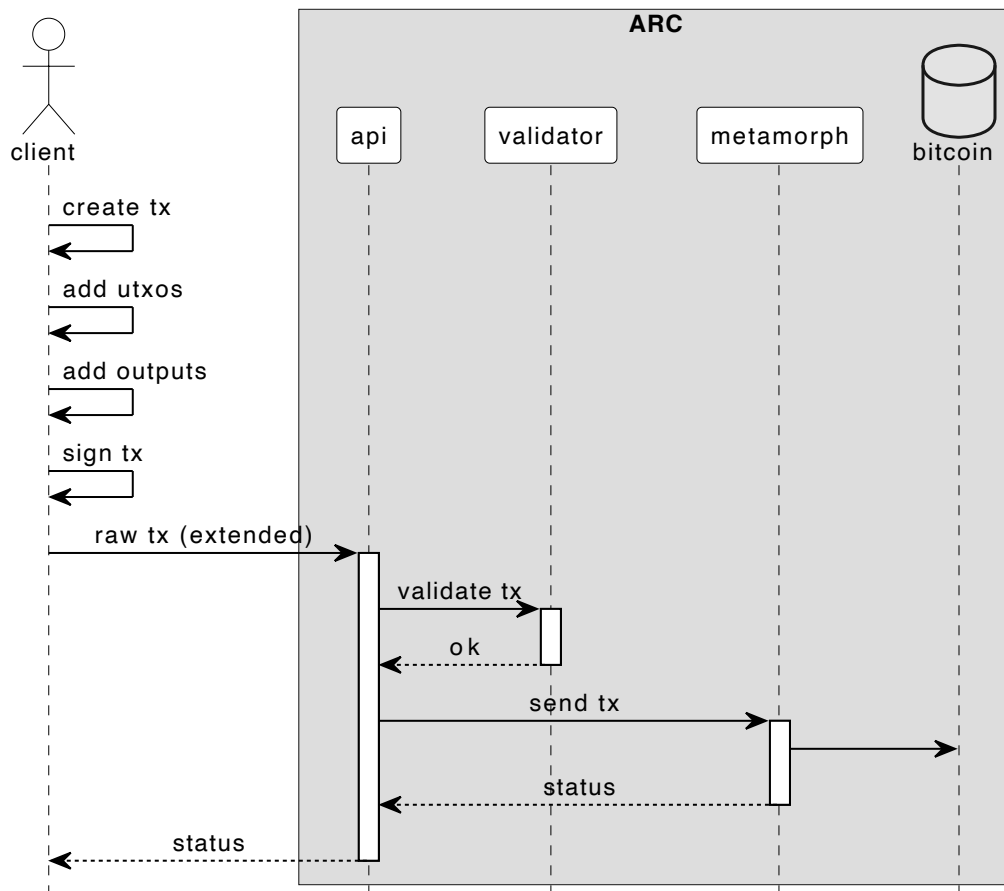 ARC
client
api
validator
metamorph
bitcoin
create tx
add utxos
add outputs
sign tx
raw tx (extended)
validate tx
ok
send tx
status
status